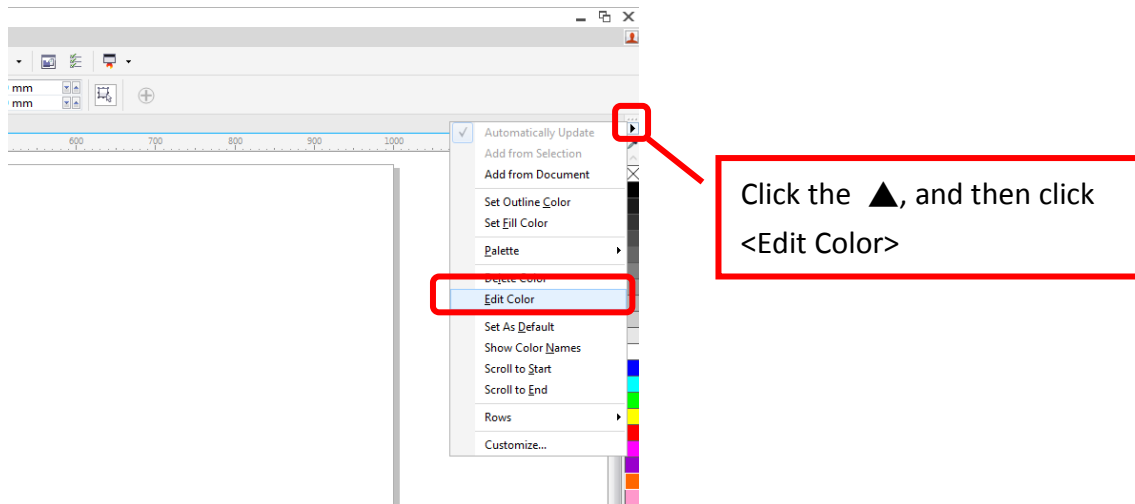 mm
mm
600 700 800 900 1000
Automatically Update
Add from Selection
Add from Document
Set Outline Color
Set Fill Color
Palette
Delete Color
Edit Color
Set As Default
Show Color Names
Scroll to Start
Scroll to End
Rows
Customize...
Click the ▲, and then click
<Edit Color>